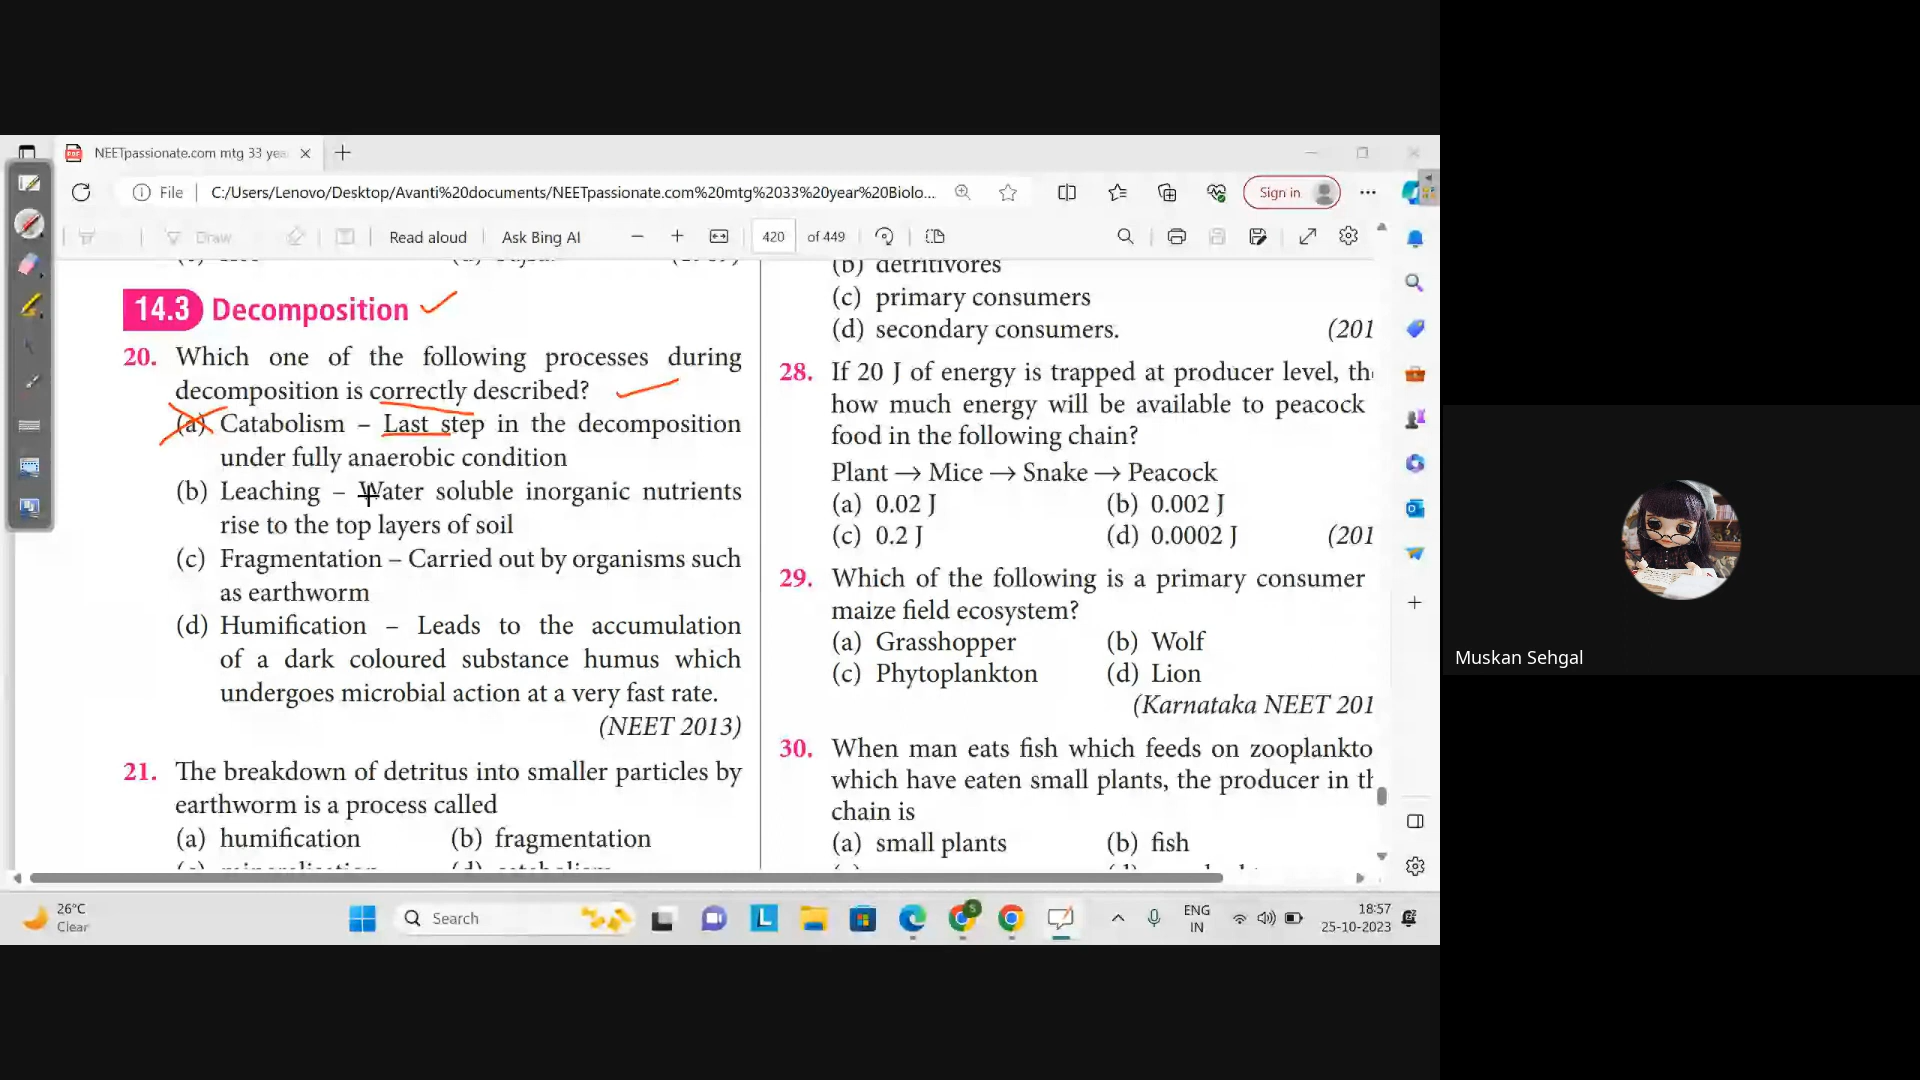 NEETpassionate.com mtg 33 yea
File
C:/Users/Lenovo/Desktop/Avanti%20documents/NEETpassionate.com%20mtg%2033%20year%20Biolo...
Sign in
Draw
Read aloud
Ask Bing AI
420
of 449
14.3 Decomposition
20. Which one of the following processes during
decomposition is correctly described?
(a) Catabolism – Last step in the decomposition
under fully anaerobic condition
(b) Leaching – Water soluble inorganic nutrients
rise to the top layers of soil
(c) Fragmentation – Carried out by organisms such
as earthworm
(d) Humification – Leads to the accumulation
of a dark coloured substance humus which
undergoes microbial action at a very fast rate.
(NEET 2013)
21. The breakdown of detritus into smaller particles by
earthworm is a process called
(a) humification (b) fragmentation
(b) detritivores
(c) primary consumers
(d) secondary consumers. (201
28. If 20 J of energy is trapped at producer level, the
how much energy will be available to peacock
food in the following chain?
Plant → Mice → Snake → Peacock
(a) 0.02 J (b) 0.002 J
(c) 0.2 J (d) 0.0002 J (201
29. Which of the following is a primary consumer
maize field ecosystem?
(a) Grasshopper (b) Wolf
(c) Phytoplankton (d) Lion
(Karnataka NEET 201
30. When man eats fish which feeds on zooplankto
which have eaten small plants, the producer in th
chain is
(a) small plants (b) fish
Muskan Sehgal
26°C
Clear
Search
ENG
IN
18:57
25-10-2023